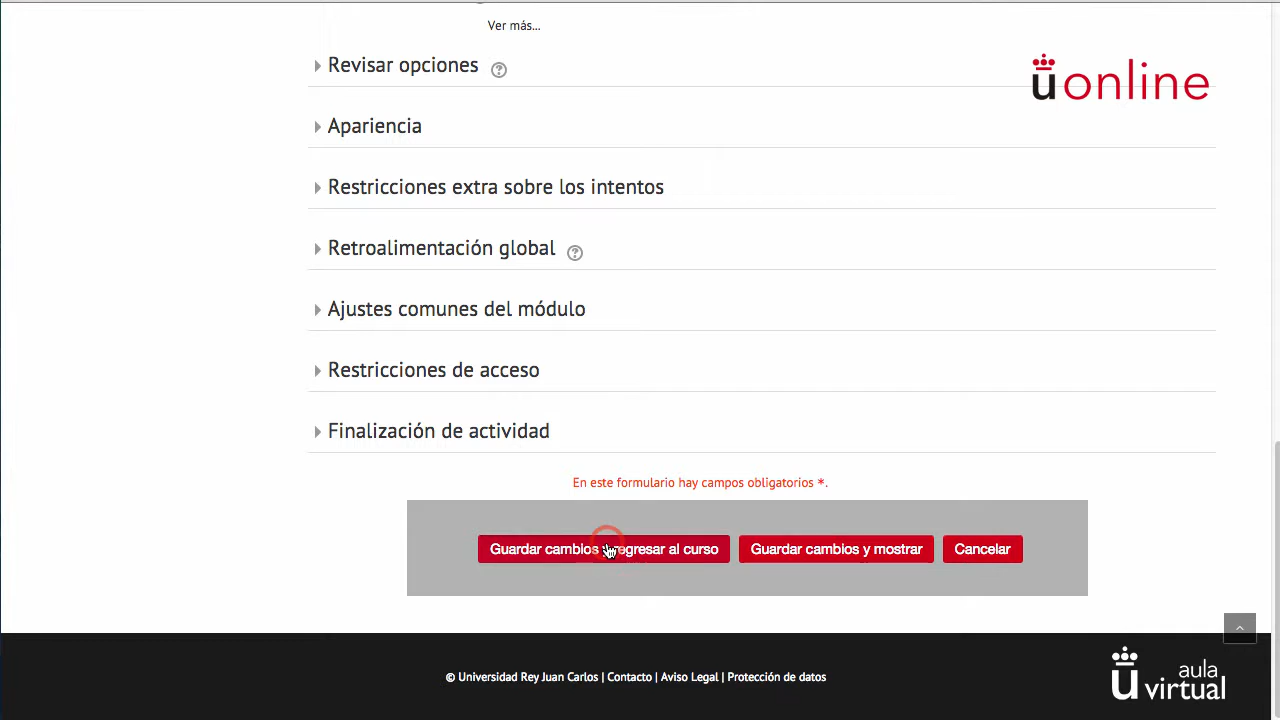 Ver más...
Revisar opciones
uonline
Apariencia
Restricciones extra sobre los intentos
Retroalimentación global
Ajustes comunes del módulo
Restricciones de acceso
Finalización de actividad
En este formulario hay campos obligatorios *.
Guardar cambios regresar al curso
Guardar cambios y mostrar
Cancelar
© Universidad Rey Juan Carlos | Contacto | Aviso Legal | Protección de datos
u aula virtual